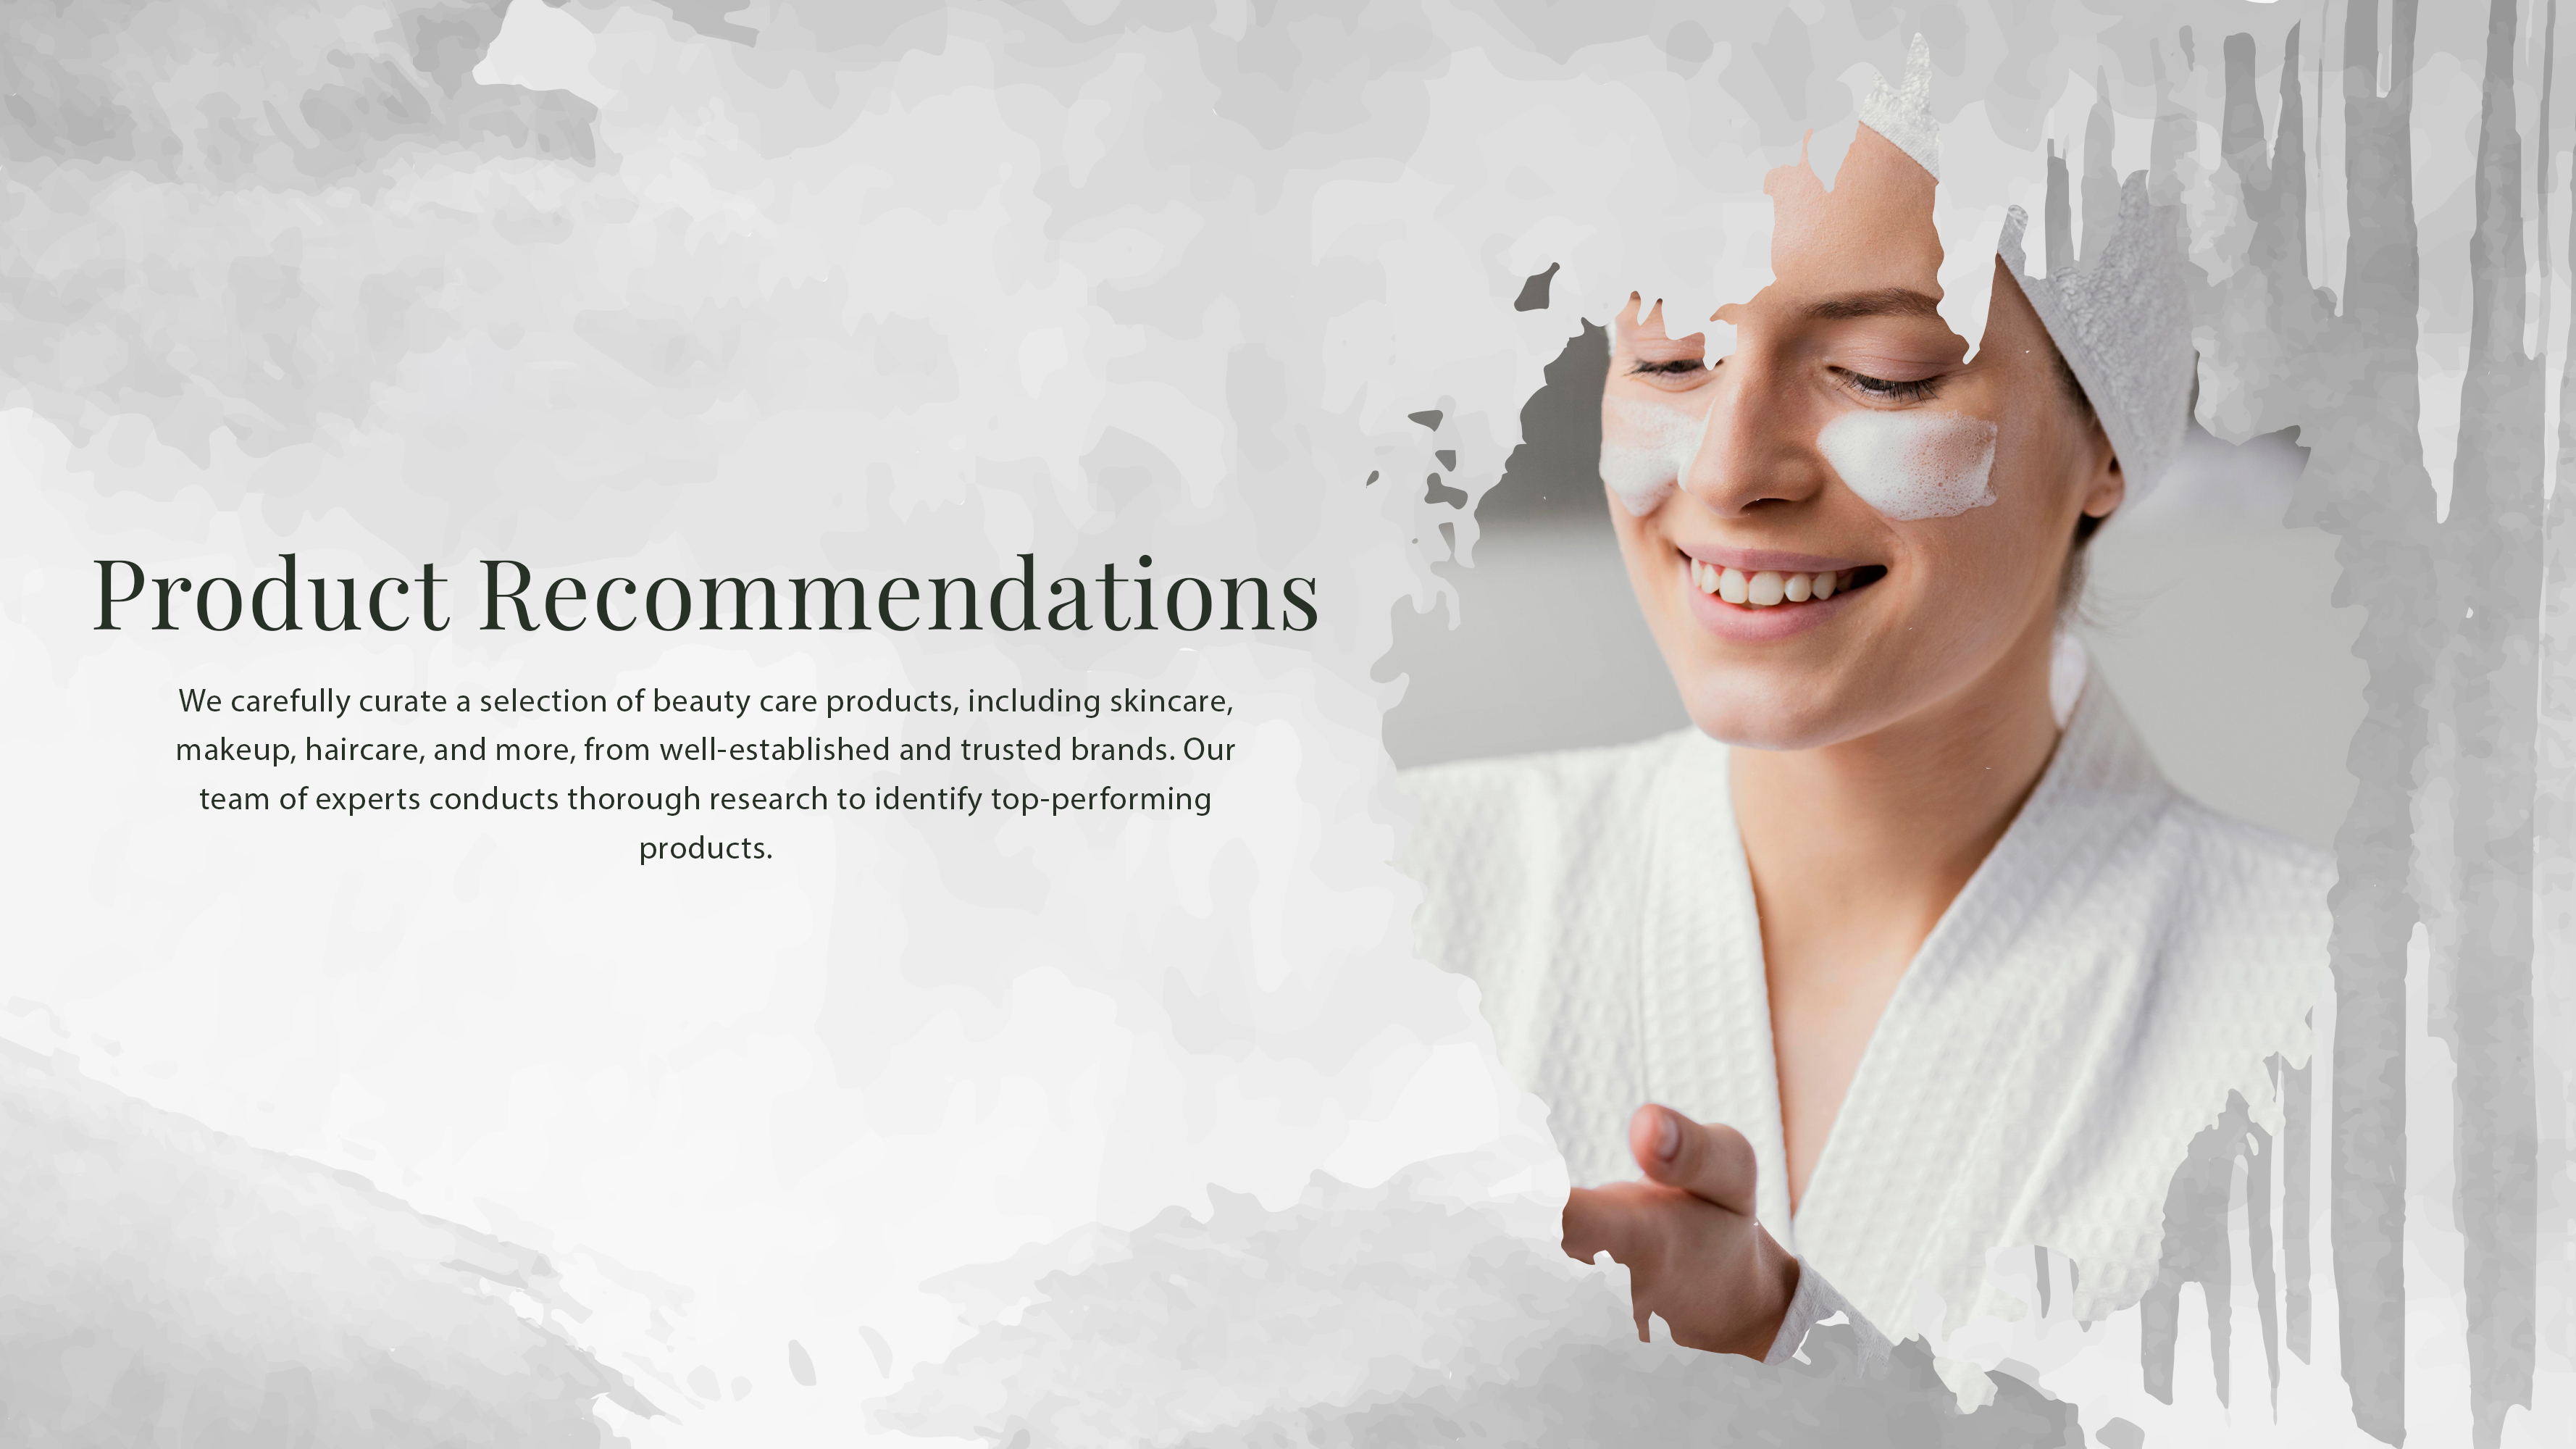 Product Recommendations
We carefully curate a selection of beauty care products, including skincare,
makeup, haircare, and more, from well-established and trusted brands. Our
team of experts conducts thorough research to identify top-performing
products.